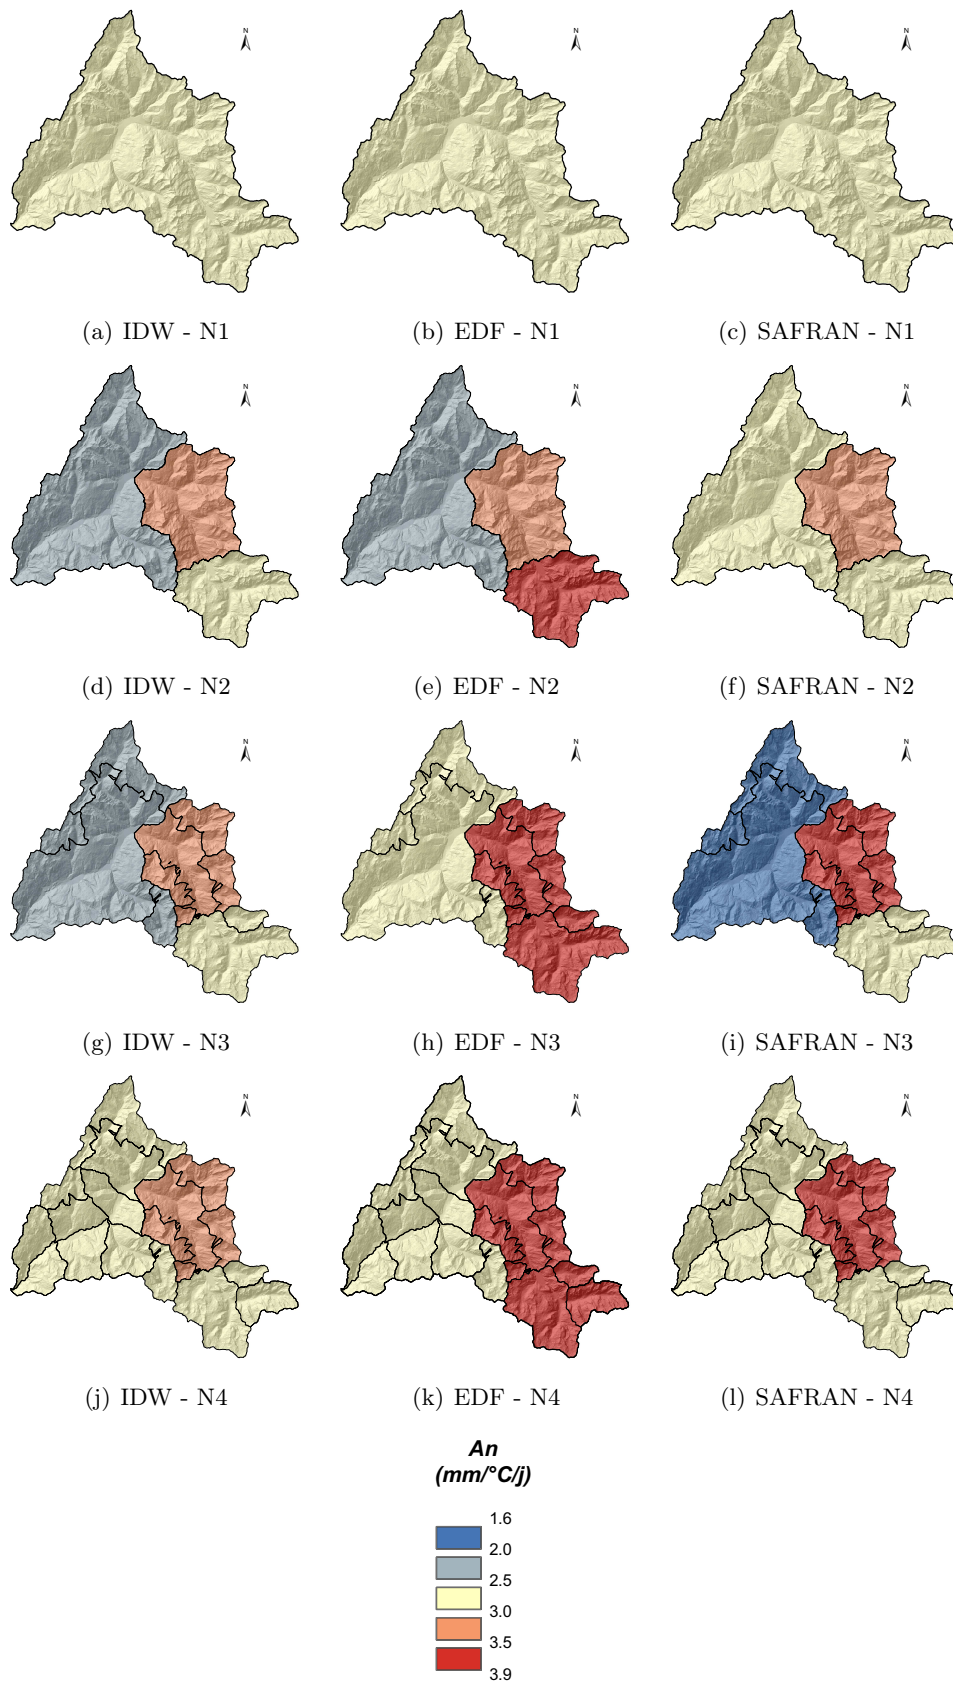 N N N
(a) IDW - N1 (b) EDF - N1 (c) SAFRAN - N1
N N N
(d) IDW - N2 (e) EDF - N2 (f) SAFRAN - N2
N N N
(g) IDW - N3 (h) EDF - N3 (i) SAFRAN - N3
N N N
(j) IDW - N4 (k) EDF - N4 (l) SAFRAN - N4
An
(mm/°C/j)
1.6
2.0
2.5
3.0
3.5
3.9